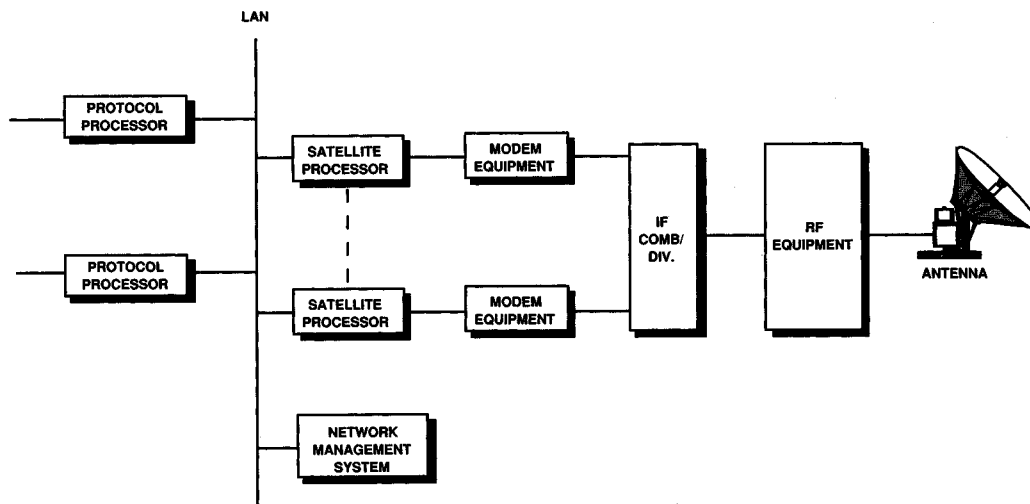 LAN
PROTOCOL
PROCESSOR
SATELLITE
PROCESSOR
MODEM
EQUIPMENT
IF
COMB/
DIV.
RF
EQUIPMENT
ANTENNA
PROTOCOL
PROCESSOR
SATELLITE
PROCESSOR
MODEM
EQUIPMENT
NETWORK
MANAGEMENT
SYSTEM